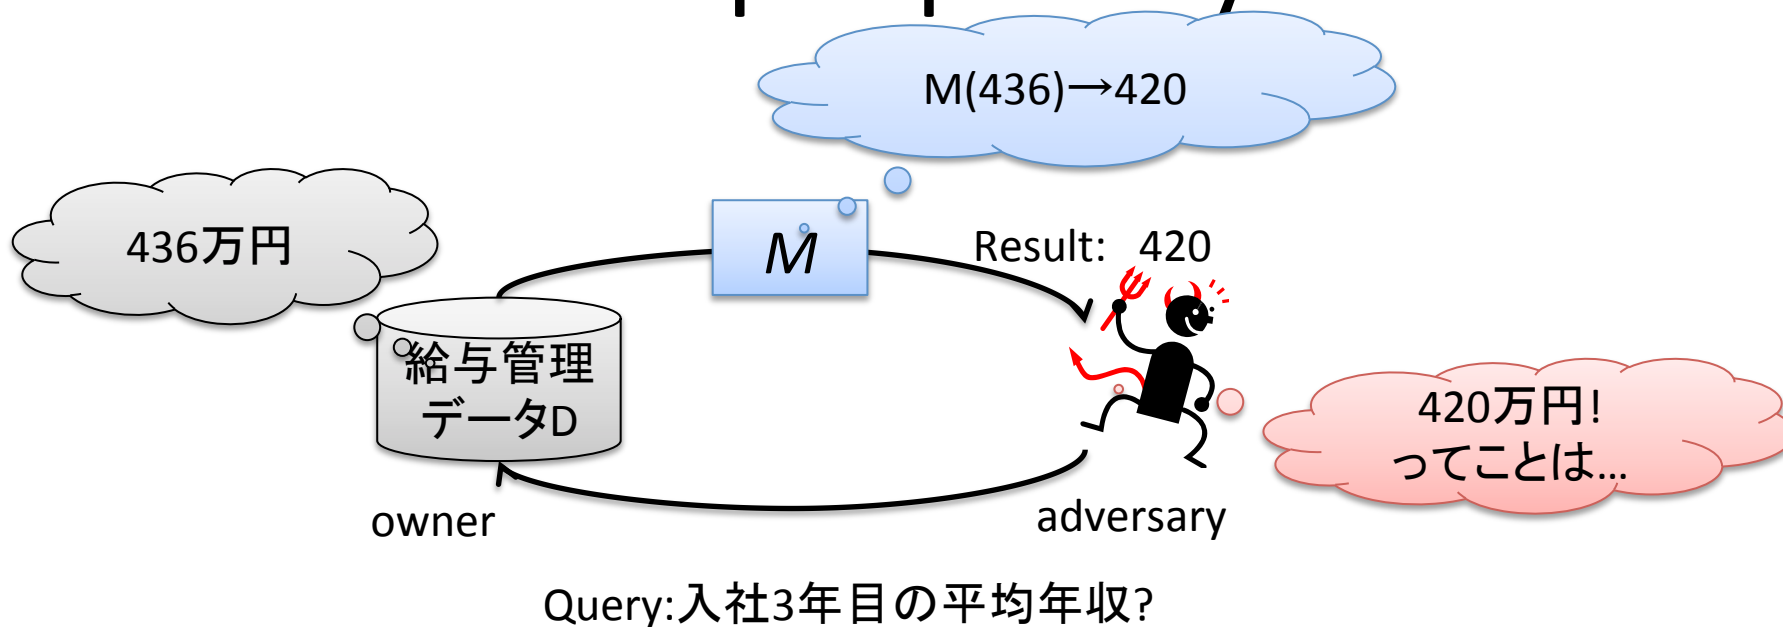 M(436)→420
436万円
M
Result: 420
給与管理
データD
420万円!
ってことは...
owner
adversary
Query:入社3年目の平均年収?